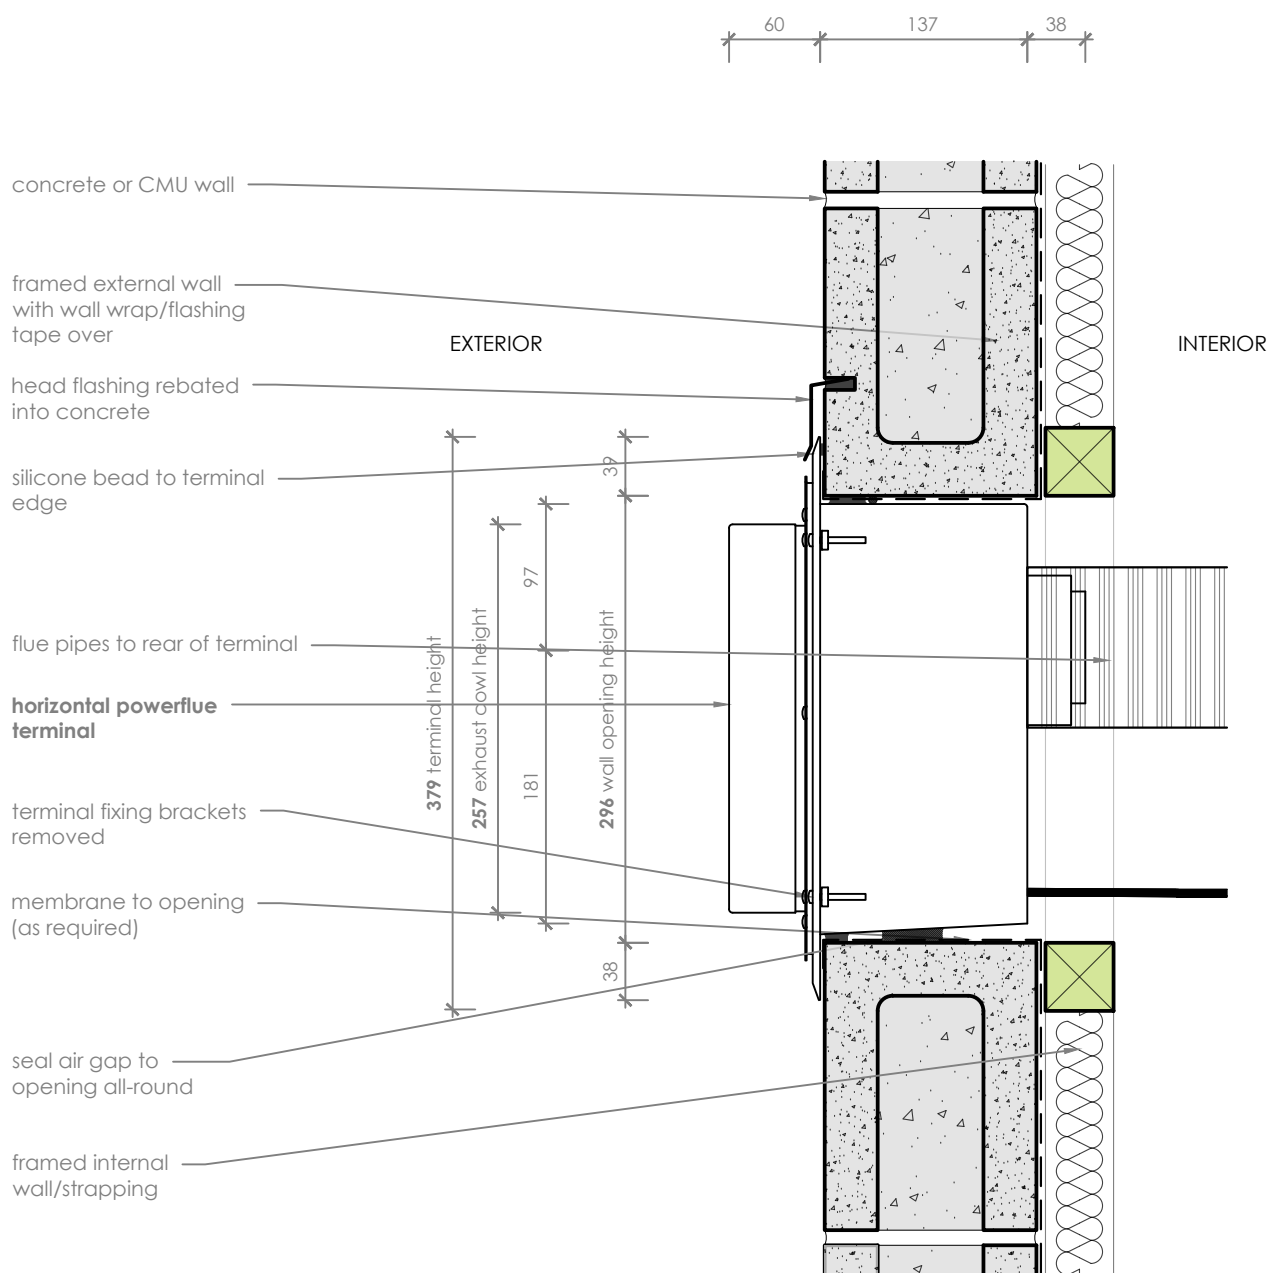 60
137
38
concrete or CMU wall
framed external wall
with wall wrap/flashing
tape over
EXTERIOR
INTERIOR
head flashing rebated
into concrete
silicone bead to terminal
edge
39
97
flue pipes to rear of terminal
horizontal powerflue
terminal
379 terminal height
257 exhaust cowl height
181
296 wall opening height
terminal fixing brackets
removed
membrane to opening
(as required)
38
seal air gap to
opening all-round
framed internal
wall/strapping